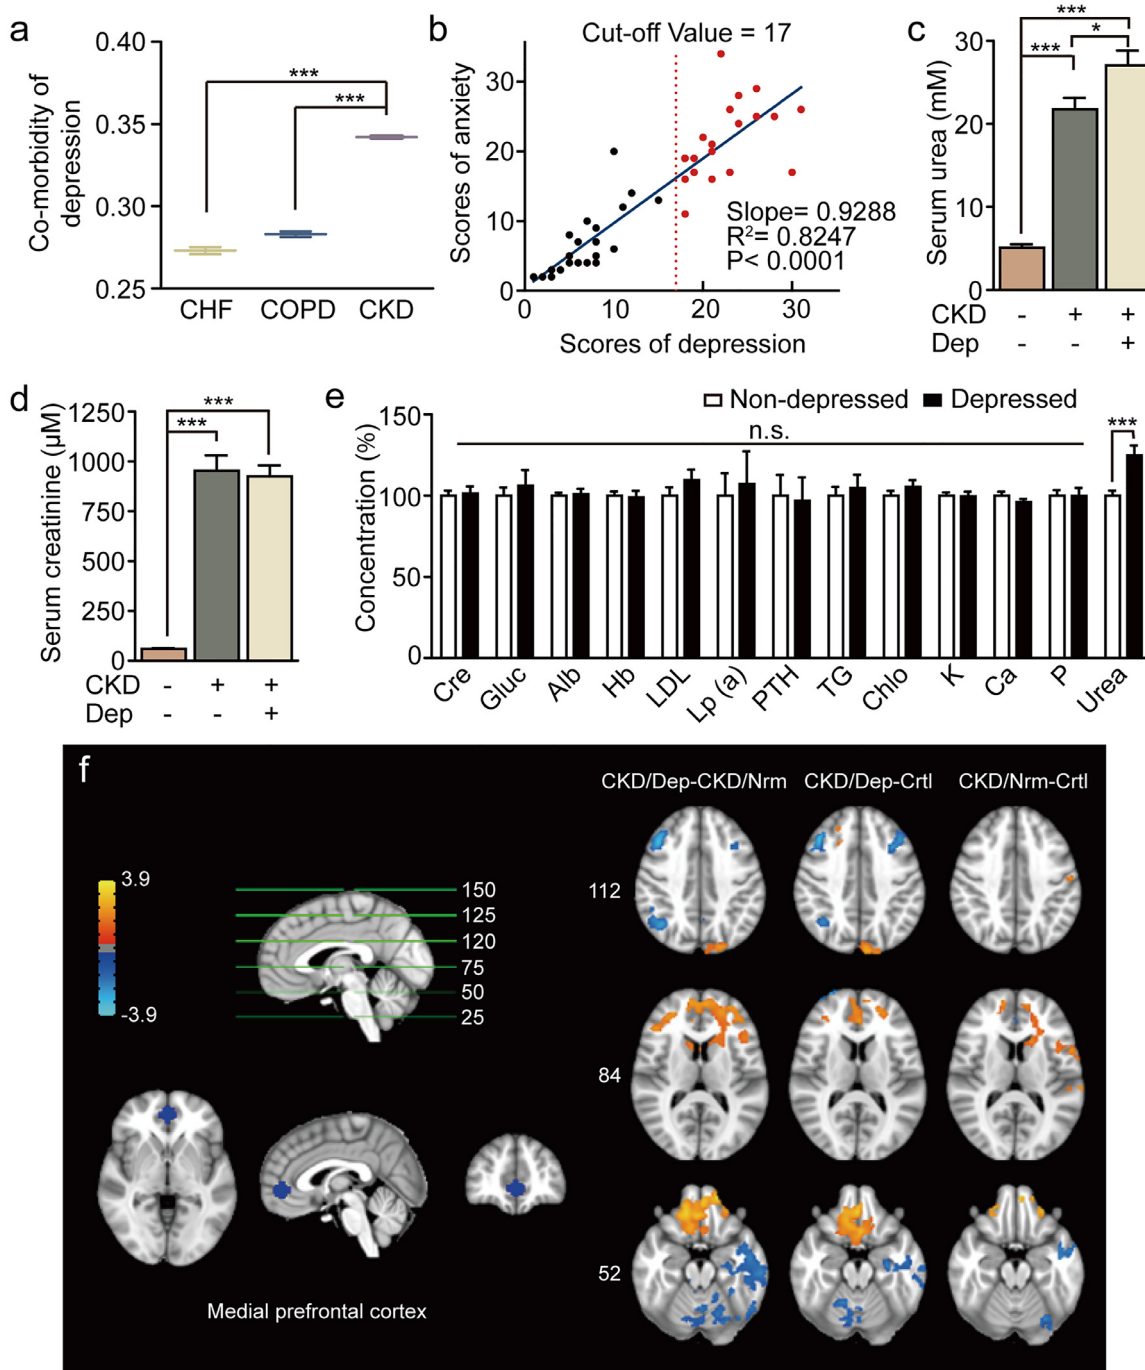 a
0.40
0.35
0.30
0.25
Co-morbidity of
depression
***
***
CHF COPD CKD
b
Cut-off Value = 17
Scores of anxiety
30
20
10
0
Slope= 0.9288
R²= 0.8247
P< 0.0001
0 10 20 30
Scores of depression
c
Serum urea (mM)
30
20
10
0
***
*** *
CKD - + +
Dep - - +
d
Serum creatinine (µM)
1250
1000
750
500
250
0
***
***
CKD - + +
Dep - - +
e
Concentration (%)
150
100
50
0
Non-depressed Depressed
n.s.
***
Cre Gluc Alb Hb LDL Lp (a) PTH TG Chlo K Ca P Urea
f
3.9
-3.9
150
125
120
75
50
25
Medial prefrontal cortex
CKD/Dep-CKD/Nrm CKD/Dep-Crtl CKD/Nrm-Crtl
112
84
52